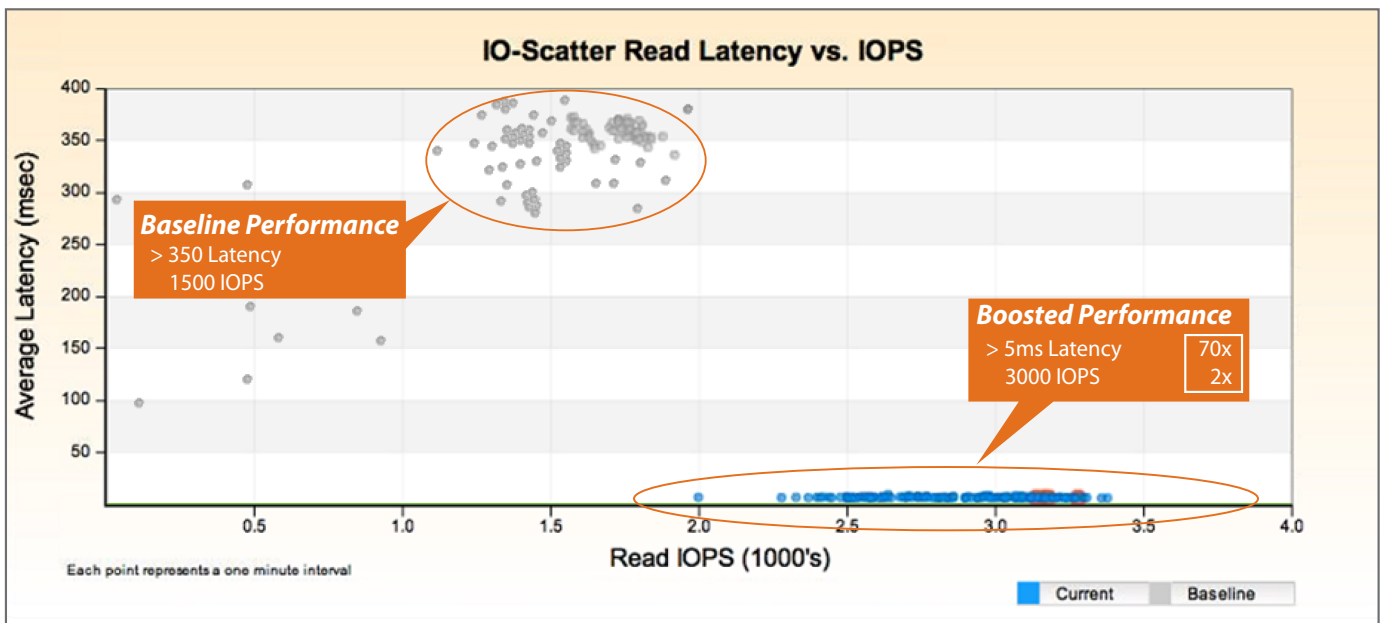 IO-Scatter Read Latency vs. IOPS
Average Latency (msec)
400
350
300
250
200
150
100
50
Baseline Performance
> 350 Latency
1500 IOPS
Boosted Performance
> 5ms Latency 70x
3000 IOPS 2x
0.5 1.0 1.5 2.0 2.5 3.0 3.5 4.0
Read IOPS (1000's)
Each point represents a one minute interval
Current Baseline